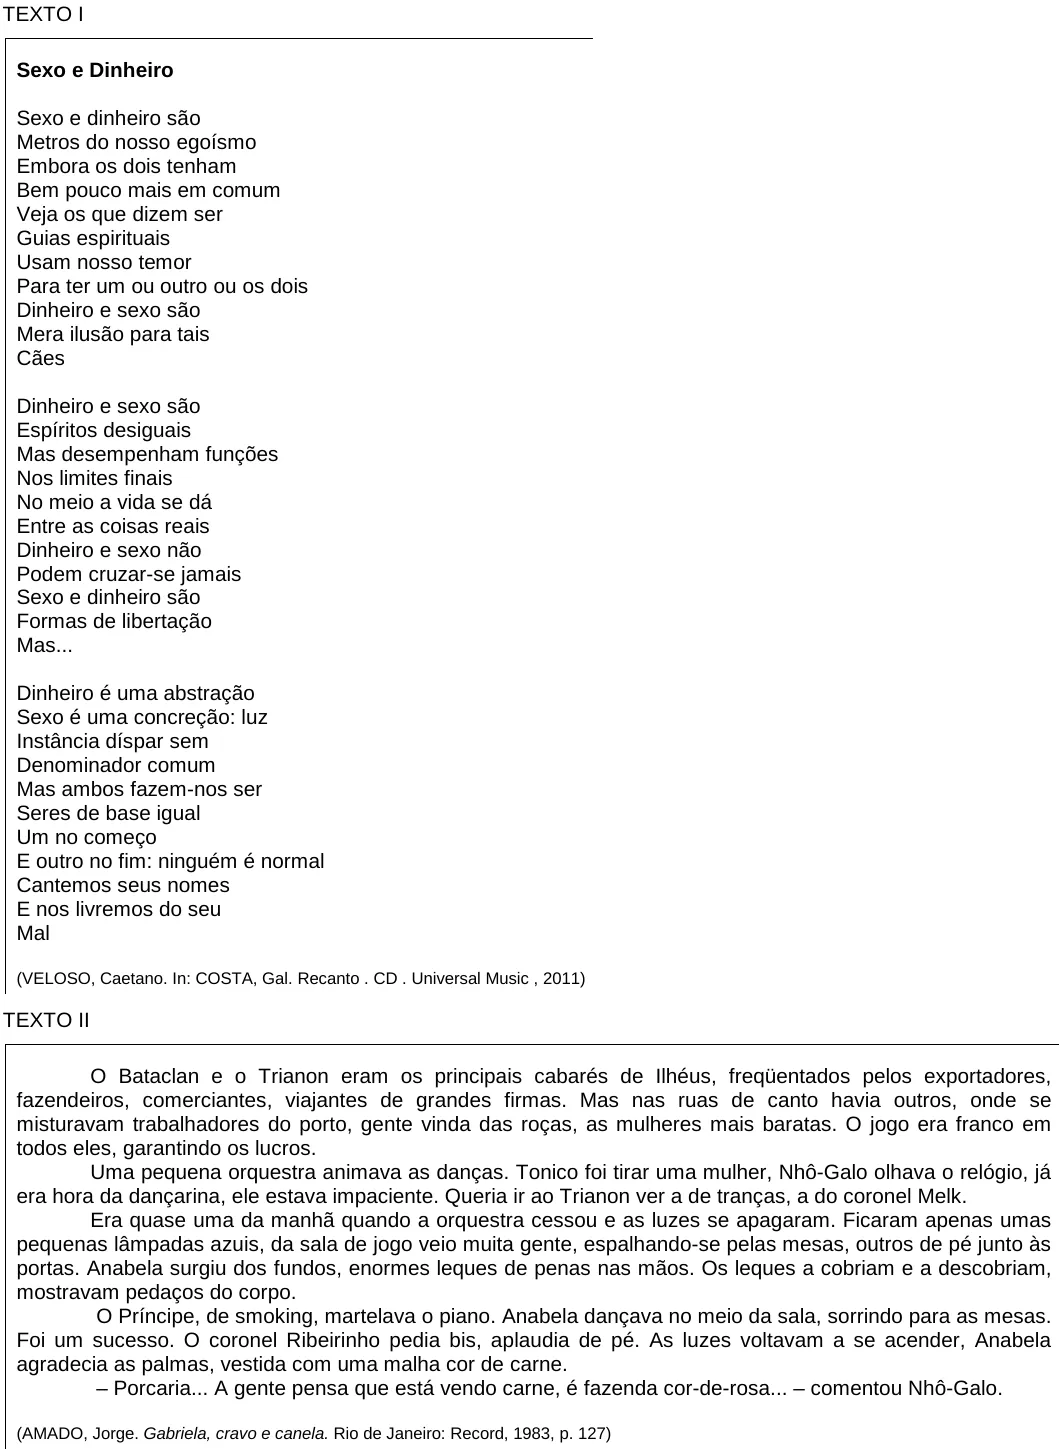 TEXTO I
Sexo e Dinheiro
Sexo e dinheiro são
Metros do nosso egoísmo
Embora os dois tenham
Bem pouco mais em comum
Veja os que dizem ser
Guias espirituais
Usam nosso temor
Para ter um ou outro ou os dois
Dinheiro e sexo são
Mera ilusão para tais
Cães
Dinheiro e sexo são
Espíritos desiguais
Mas desempenham funções
Nos limites finais
No meio a vida se dá
Entre as coisas reais
Dinheiro e sexo não
Podem cruzar-se jamais
Sexo e dinheiro são
Formas de libertação
Mas...
Dinheiro é uma abstração
Sexo é uma concreção: luz
Instância díspar sem
Denominador comum
Mas ambos fazem-nos ser
Seres de base igual
Um no começo
E outro no fim: ninguém é normal
Cantemos seus nomes
E nos livremos do seu
Mal
(VELOSO, Caetano. In: COSTA, Gal. Recanto . CD . Universal Music , 2011)
TEXTO II
O Bataclan e o Trianon eram os principais cabarés de Ilhéus, freqüentados pelos exportadores,
fazendeiros, comerciantes, viajantes de grandes firmas. Mas nas ruas de canto havia outros, onde se
misturavam trabalhadores do porto, gente vinda das roças, as mulheres mais baratas. O jogo era franco em
todos eles, garantindo os lucros.
Uma pequena orquestra animava as danças. Tonico foi tirar uma mulher, Nhô-Galo olhava o relógio, já
era hora da dançarina, ele estava impaciente. Queria ir ao Trianon ver a de tranças, a do coronel Melk.
Era quase uma da manhã quando a orquestra cessou e as luzes se apagaram. Ficaram apenas umas
pequenas lâmpadas azuis, da sala de jogo veio muita gente, espalhando-se pelas mesas, outros de pé junto às
portas. Anabela surgiu dos fundos, enormes leques de penas nas mãos. Os leques a cobriam e a descobriam,
mostravam pedaços do corpo.
O Príncipe, de smoking, martelava o piano. Anabela dançava no meio da sala, sorrindo para as mesas.
Foi um sucesso. O coronel Ribeirinho pedia bis, aplaudia de pé. As luzes voltavam a se acender, Anabela
agradecia as palmas, vestida com uma malha cor de carne.
– Porcaria... A gente pensa que está vendo carne, é fazenda cor-de-rosa... – comentou Nhô-Galo.
(AMADO, Jorge. Gabriela, cravo e canela. Rio de Janeiro: Record, 1983, p. 127)